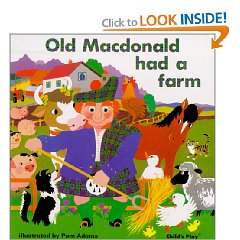 Click to LOOK INSIDE!
Old Macdonald
had a
farm
illustrated by Pam Adams
Child's Play